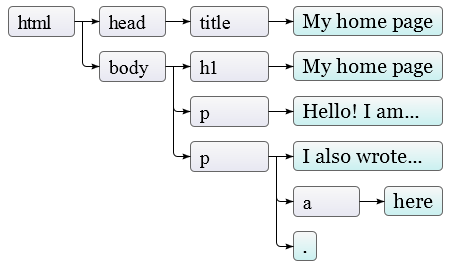 html head title My home page
body h1 My home page
p Hello! I am...
p I also wrote...
a here
.